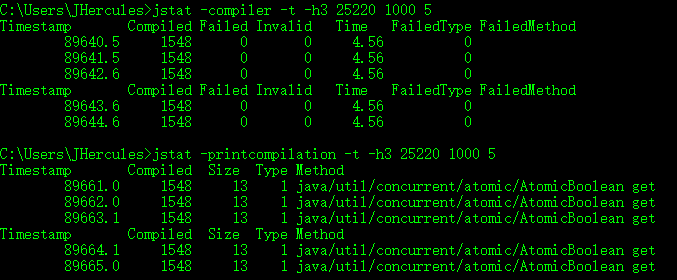 C:\Users\JHercules>jstat -compiler -t -h3 25220 1000 5
Timestamp       Compiled Failed Invalid   Time   FailedType FailedMethod
        89640.5     1548      0       0     4.56          0
        89641.5     1548      0       0     4.56          0
        89642.6     1548      0       0     4.56          0
Timestamp       Compiled Failed Invalid   Time   FailedType FailedMethod
        89643.6     1548      0       0     4.56          0
        89644.6     1548      0       0     4.56          0
C:\Users\JHercules>jstat -printcompilation -t -h3 25220 1000 5
Timestamp       Compiled  Size  Type Method
        89661.0     1548     13    1 java/util/concurrent/atomic/AtomicBoolean get
        89662.0     1548     13    1 java/util/concurrent/atomic/AtomicBoolean get
        89663.1     1548     13    1 java/util/concurrent/atomic/AtomicBoolean get
Timestamp       Compiled  Size  Type Method
        89664.1     1548     13    1 java/util/concurrent/atomic/AtomicBoolean get
        89665.0     1548     13    1 java/util/concurrent/atomic/AtomicBoolean get